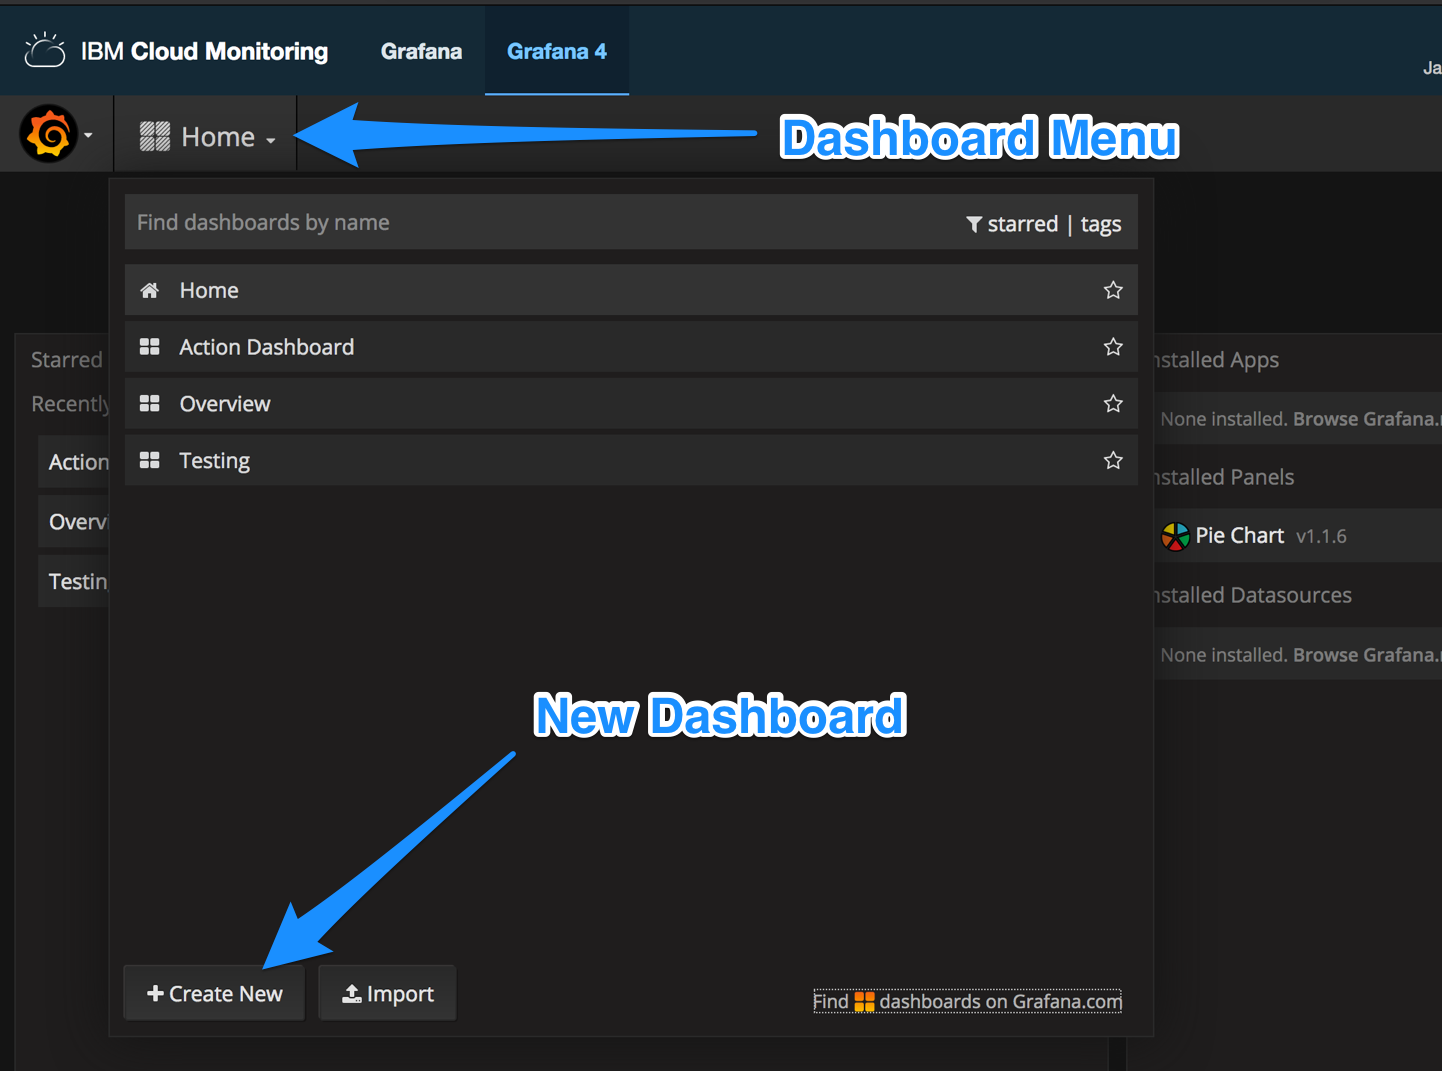 IBM Cloud Monitoring Grafana Grafana 4
Ja
Home
Dashboard Menu
Find dashboards by name starred | tags
Home
Action Dashboard
Overview
Testing
Starred
Recently
Action
Overvi
Testin
nstalled Apps
None installed. Browse Grafana.
nstalled Panels
Pie Chart v1.1.6
nstalled Datasources
None installed. Browse Grafana.
New Dashboard
+ Create New Import
Find dashboards on Grafana.com